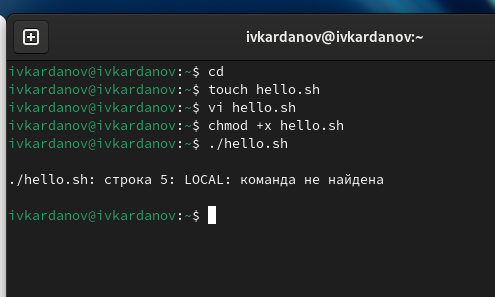 ivkardanov@ivkardanov:~
ivkardanov@ivkardanov:~$ cd
ivkardanov@ivkardanov:~$ touch hello.sh
ivkardanov@ivkardanov:~$ vi hello.sh
ivkardanov@ivkardanov:~$ chmod +x hello.sh
ivkardanov@ivkardanov:~$ ./hello.sh
./hello.sh: строка 5: LOCAL: команда не найдена
ivkardanov@ivkardanov:~$